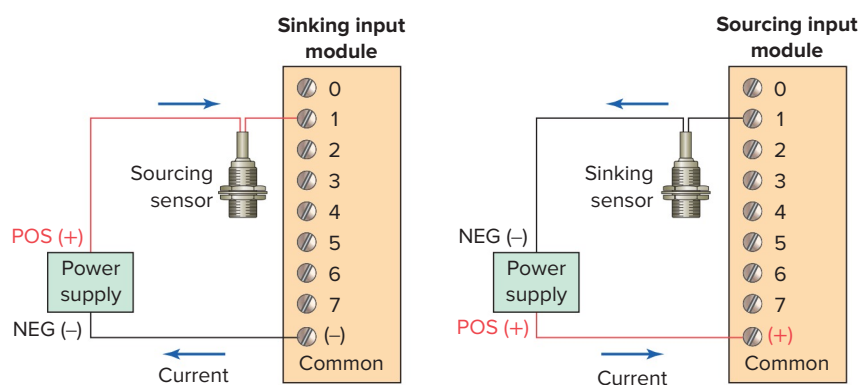 Sinking input
module
0
1
2
3
4
5
6
7
(–)
Common
Sourcing
sensor
POS (+)
Power
supply
NEG (–)
Current
Sourcing input
module
0
1
2
3
4
5
6
7
(+)
Common
Sinking
sensor
NEG (–)
Power
supply
POS (+)
Current